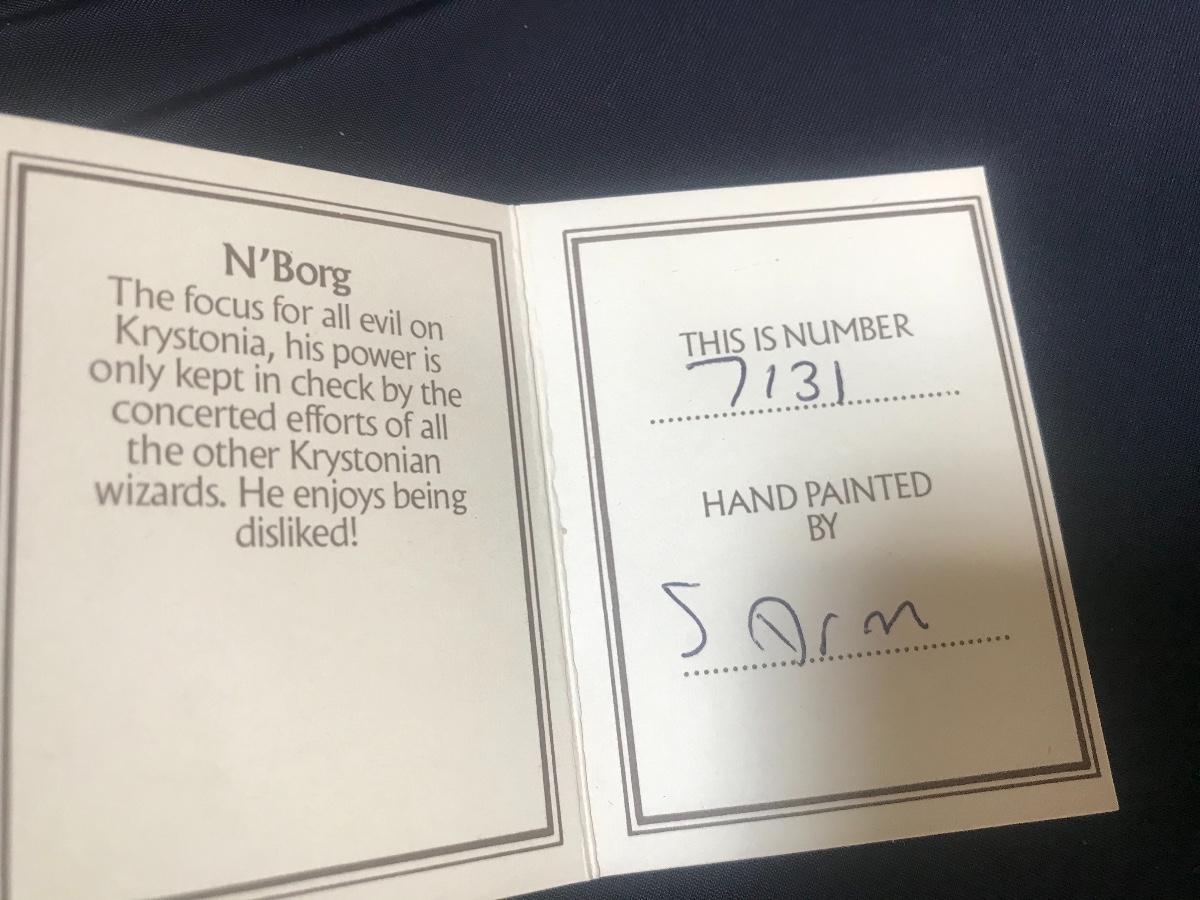 N'Borg
The focus for all evil on
Krystonia, his power is
only kept in check by the
concerted efforts of all
the other Krystonian
wizards. He enjoys being
disliked!
THIS IS NUMBER
7131
HAND PAINTED
BY